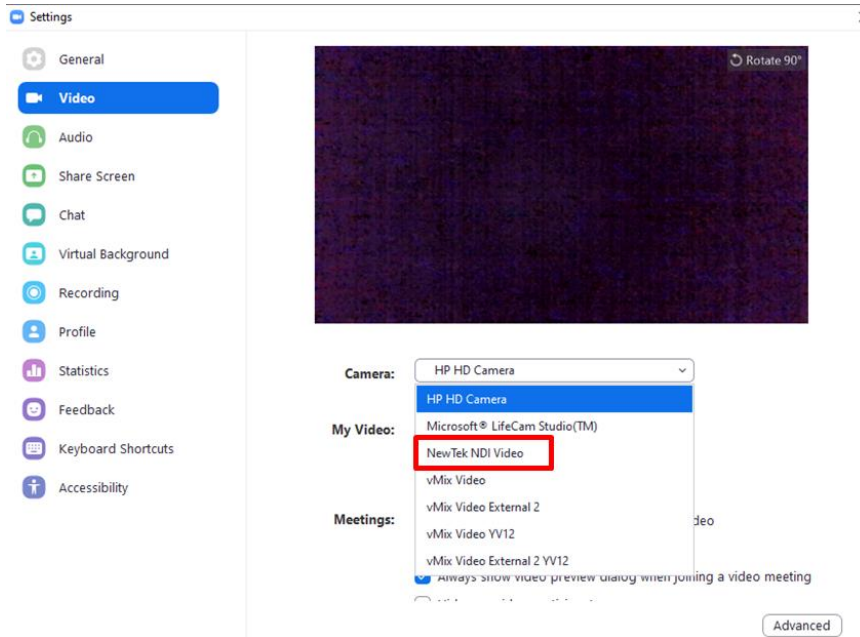 Settings
General
Video
Audio
Share Screen
Chat
Virtual Background
Recording
Profile
Statistics
Feedback
Keyboard Shortcuts
Accessibility
Rotate 90°
Camera:
HP HD Camera
HP HD Camera
Microsoft® LifeCam Studio(TM)
My Video:
NewTek NDI Video
vMix Video
vMix Video External 2
Meetings:
vMix Video YV12
vMix Video External 2 YV12
Always show video preview dialog when joining a video meeting
Advanced